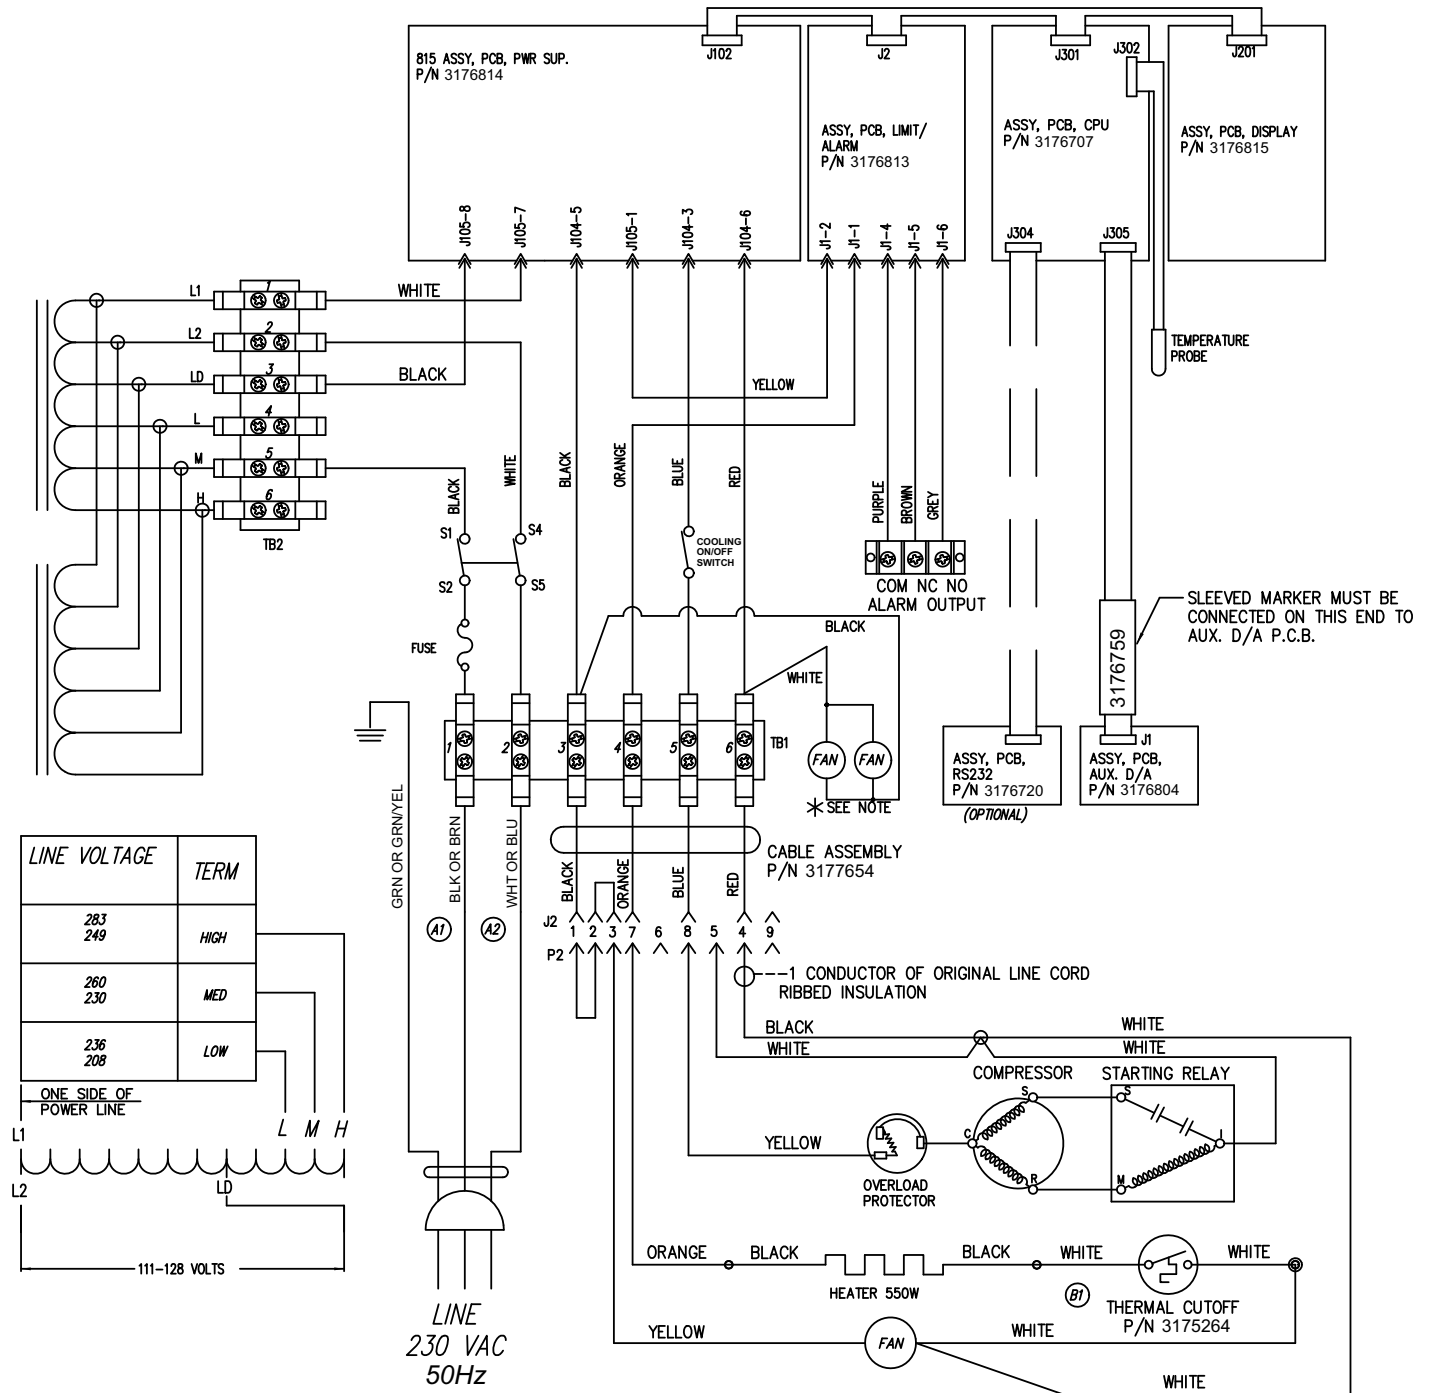 J102
J2
J301
J302
J201
815 ASSY, PCB, PWR SUP.
P/N 3176814
ASSY, PCB, LIMIT/
ALARM
P/N 3176813
ASSY, PCB, CPU
P/N 3176707
ASSY, PCB, DISPLAY
P/N 3176815
J105-8
J105-7
J104-5
J105-1
J104-3
J104-6
J1-2
J1-1
J1-4
J1-5
J1-6
J304
J305
L1
L2
LD
L
M
H
1
2
3
4
5
6
TB2
WHITE
BLACK
YELLOW
TEMPERATURE
PROBE
BLACK
WHITE
BLACK
ORANGE
BLUE
RED
PURPLE
BROWN
GREY
S1
S4
S2
S5
COOLING
ON/OFF
SWITCH
COM NC NO
ALARM OUTPUT
BLACK
SLEEVED MARKER MUST BE
CONNECTED ON THIS END TO
AUX. D/A P.C.B.
3176759
FUSE
WHITE
1
2
3
4
5
6
TB1
FAN
FAN
SEE NOTE
J1
ASSY, PCB,
RS232
P/N 3176720
(OPTIONAL)
ASSY, PCB,
AUX. D/A
P/N 3176804
LINE VOLTAGE
TERM
283
249
HIGH
260
230
MED
236
208
LOW
ONE SIDE OF
POWER LINE
L1
L M H
L2
LD
111-128 VOLTS
GRN OR GRN/YEL
BLK OR BRN
WHT OR BLU
A1
A2
CABLE ASSEMBLY
P/N 3177654
BLACK
ORANGE
BLUE
RED
J2
1 2 3 7 6 8 5 4 9
P2
1 CONDUCTOR OF ORIGINAL LINE CORD
RIBBED INSULATION
BLACK
WHITE
WHITE
WHITE
COMPRESSOR
STARTING RELAY
S
C
R
S
I
M
YELLOW
OVERLOAD
PROTECTOR
ORANGE
BLACK
BLACK
WHITE
WHITE
HEATER 550W
B1
THERMAL CUTOFF
P/N 3175264
YELLOW
FAN
WHITE
WHITE
LINE
230 VAC
50Hz